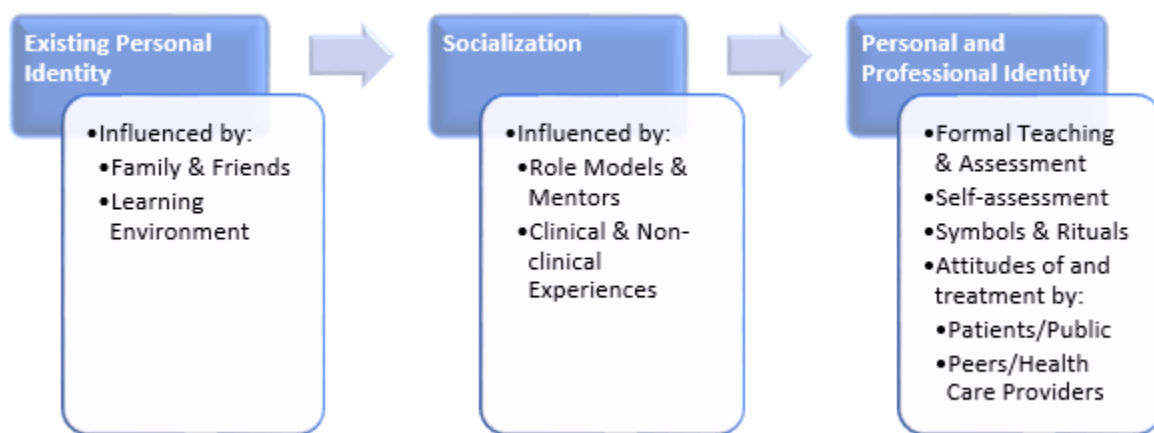 Existing Personal
Identity
•Influenced by:
•Family & Friends
•Learning
Environment
Socialization
•Influenced by:
•Role Models &
Mentors
•Clinical & Non-
clinical
Experiences
Personal and
Professional Identity
•Formal Teaching
& Assessment
•Self-assessment
•Symbols & Rituals
•Attitudes of and
treatment by:
•Patients/Public
•Peers/Health
Care Providers